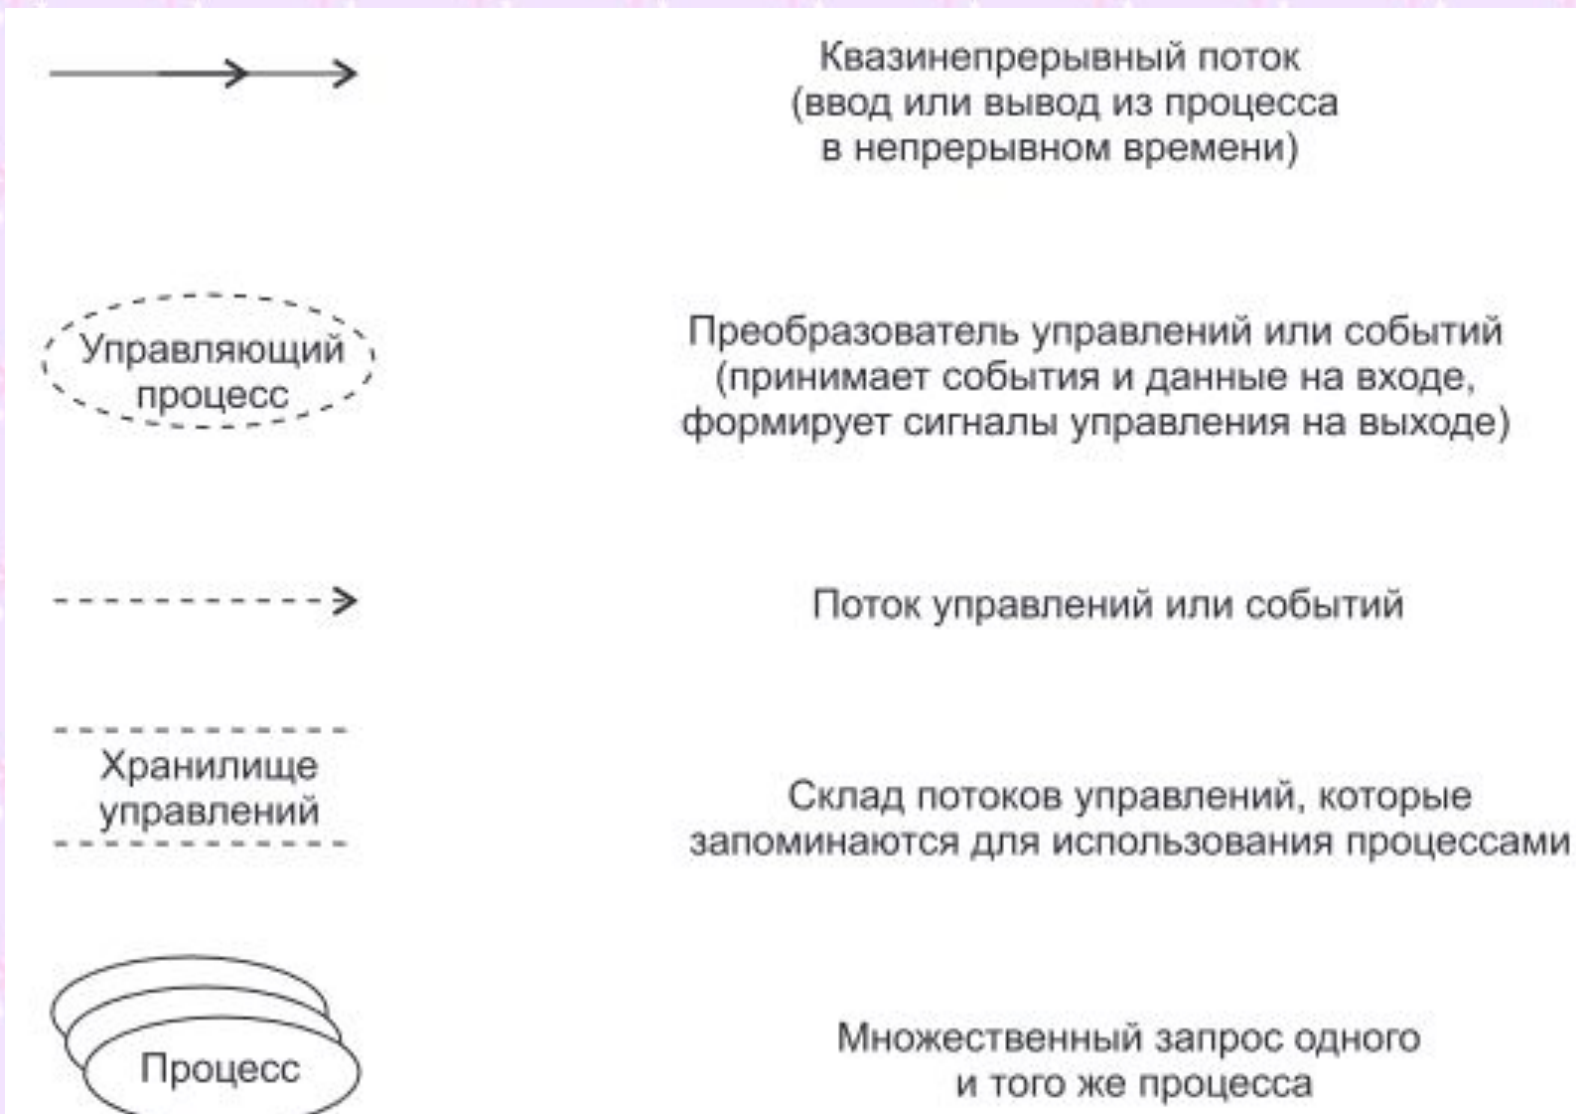 Квазинепрерывный поток
(ввод или вывод из процесса
в непрерывном времени)
Управляющий
процесс
Преобразователь управлений или событий
(принимает события и данные на входе,
формирует сигналы управления на выходе)
Поток управлений или событий
Хранилище
управлений
Склад потоков управлений, которые
запоминаются для использования процессами
Процесс
Множественный запрос одного
и того же процесса